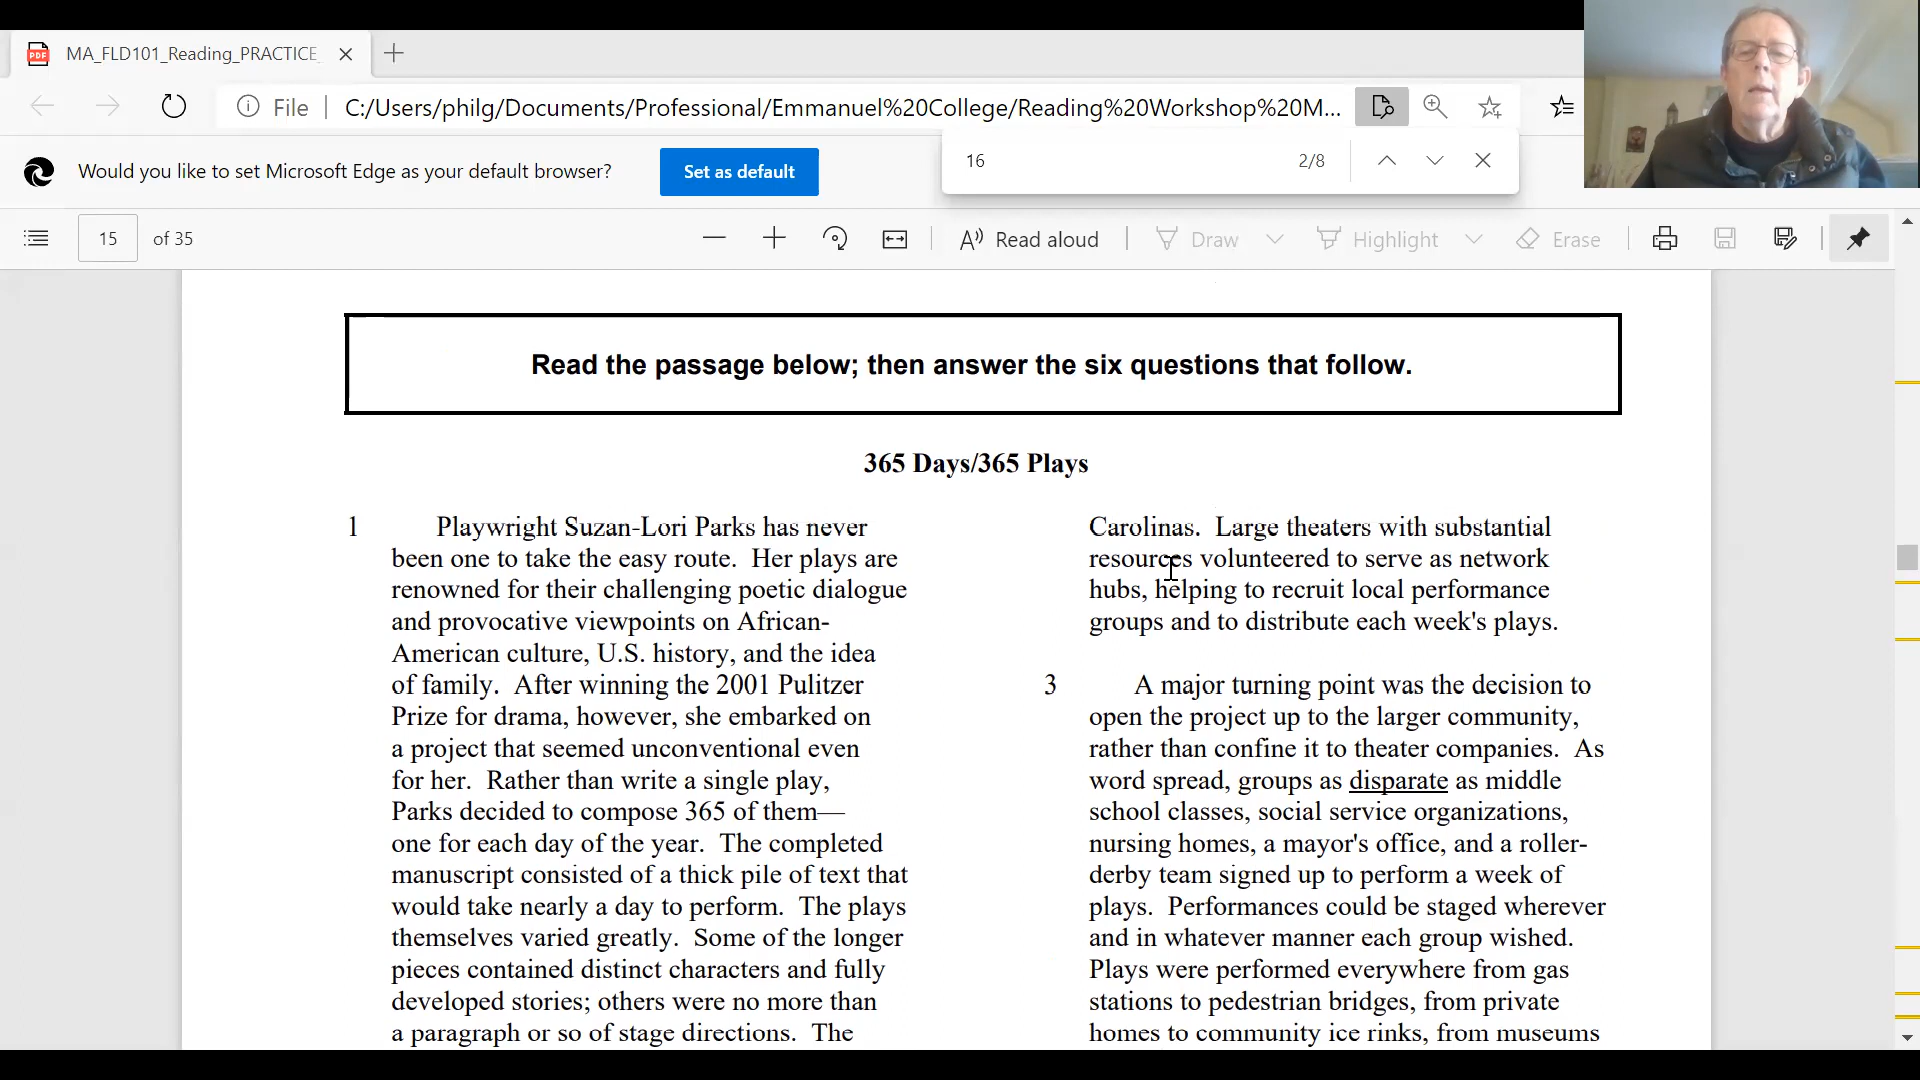 MA_FLD101_Reading_PRACTICE_
File
C:/Users/philg/Documents/Professional/Emmanuel%20College/Reading%20Workshop%20M...
Would you like to set Microsoft Edge as your default browser?
Set as default
16
2/8
15
of 35
Read aloud
Draw
Highlight
Erase
Read the passage below; then answer the six questions that follow.
365 Days/365 Plays
1 Playwright Suzan-Lori Parks has never
been one to take the easy route. Her plays are
renowned for their challenging poetic dialogue
and provocative viewpoints on African-
American culture, U.S. history, and the idea
of family. After winning the 2001 Pulitzer
Prize for drama, however, she embarked on
a project that seemed unconventional even
for her. Rather than write a single play,
Parks decided to compose 365 of them—
one for each day of the year. The completed
manuscript consisted of a thick pile of text that
would take nearly a day to perform. The plays
themselves varied greatly. Some of the longer
pieces contained distinct characters and fully
developed stories; others were no more than
a paragraph or so of stage directions. The
Carolinas. Large theaters with substantial
resources volunteered to serve as network
hubs, helping to recruit local performance
groups and to distribute each week's plays.
3 A major turning point was the decision to
open the project up to the larger community,
rather than confine it to theater companies. As
word spread, groups as disparate as middle
school classes, social service organizations,
nursing homes, a mayor's office, and a roller-
derby team signed up to perform a week of
plays. Performances could be staged wherever
and in whatever manner each group wished.
Plays were performed everywhere from gas
stations to pedestrian bridges, from private
homes to community ice rinks, from museums